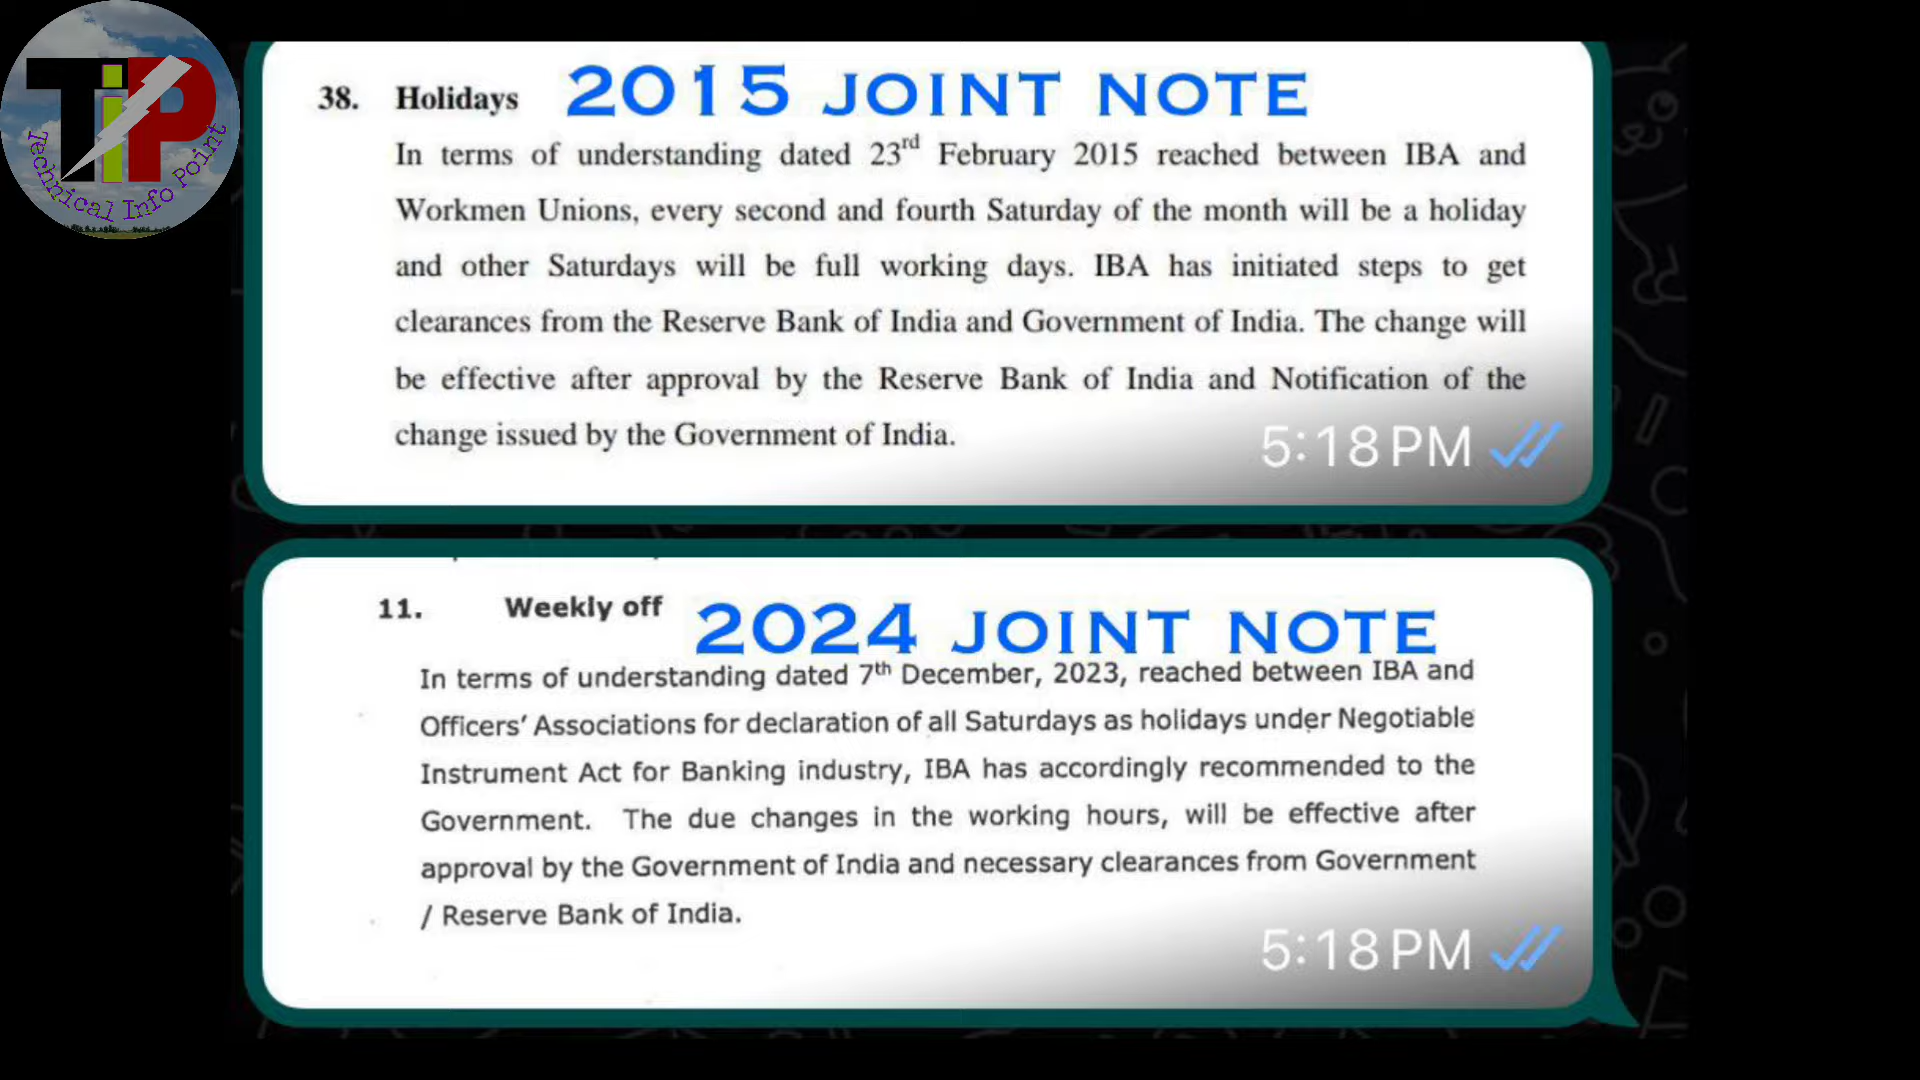 TiP
Technical Info Point
38. Holidays 2015 JOINT NOTE
In terms of understanding dated 23rd February 2015 reached between IBA and
Workmen Unions, every second and fourth Saturday of the month will be a holiday
and other Saturdays will be full working days. IBA has initiated steps to get
clearances from the Reserve Bank of India and Government of India. The change will
be effective after approval by the Reserve Bank of India and Notification of the
change issued by the Government of India.
5:18 PM
11. Weekly off 2024 JOINT NOTE
In terms of understanding dated 7th December, 2023, reached between IBA and
Officers' Associations for declaration of all Saturdays as holidays under Negotiable
Instrument Act for Banking industry, IBA has accordingly recommended to the
Government. The due changes in the working hours, will be effective after
approval by the Government of India and necessary clearances from Government
/ Reserve Bank of India.
5:18 PM